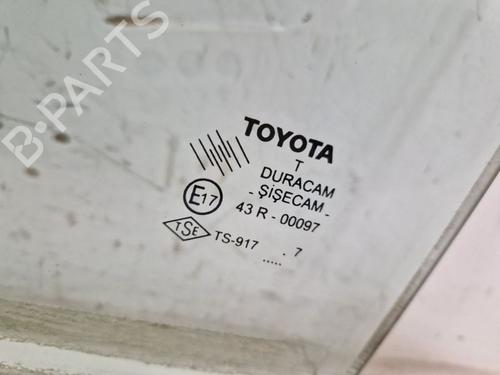 B-PARTS
TOYOTA
T
DURACAM
- ŞİŞECAM -
E17 43 R - 00097
TSE TS-917 . 7
.....